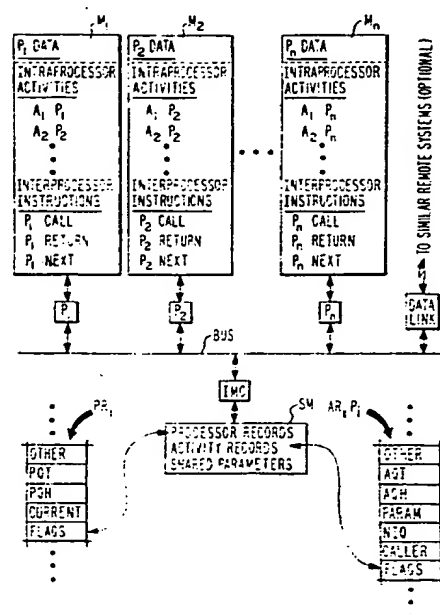 M1
P1 DATA
INTRAPROCESSOR
ACTIVITIES
A1 P1
A2 P2
INTERPROCESSOR
INSTRUCTIONS
P1 CALL
P1 RETURN
P1 NEXT
P1
M2
P2 DATA
INTRAPROCESSOR
ACTIVITIES
A1 P2
A2 P2
INTERPROCESSOR
INSTRUCTIONS
P2 CALL
P2 RETURN
P2 NEXT
P2
Mn
Pn DATA
INTRAPROCESSOR
ACTIVITIES
A1 Pn
A2 Pn
INTERPROCESSOR
INSTRUCTIONS
Pn CALL
Pn RETURN
Pn NEXT
Pn
TO SIMILAR REMOTE SYSTEMS (OPTIONAL)
DATA
LINK
BUS
IMC
SM
PROCESSOR RECORDS
ACTIVITY RECORDS
SHARED PARAMETERS
PRi
OTHER
PQT
PQH
CURRENT
FLAGS
OTHER
AQT
AQH
PARAM
NIQ
CALLER
FLAGS